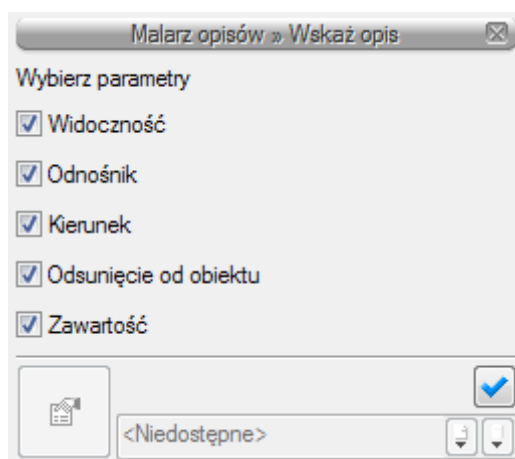 Malarz opisów » Wskaż opis
Wybierz parametry
Widoczność
Odnośnik
Kierunek
Odsunięcie od obiektu
Zawartość
<Niedostępne>